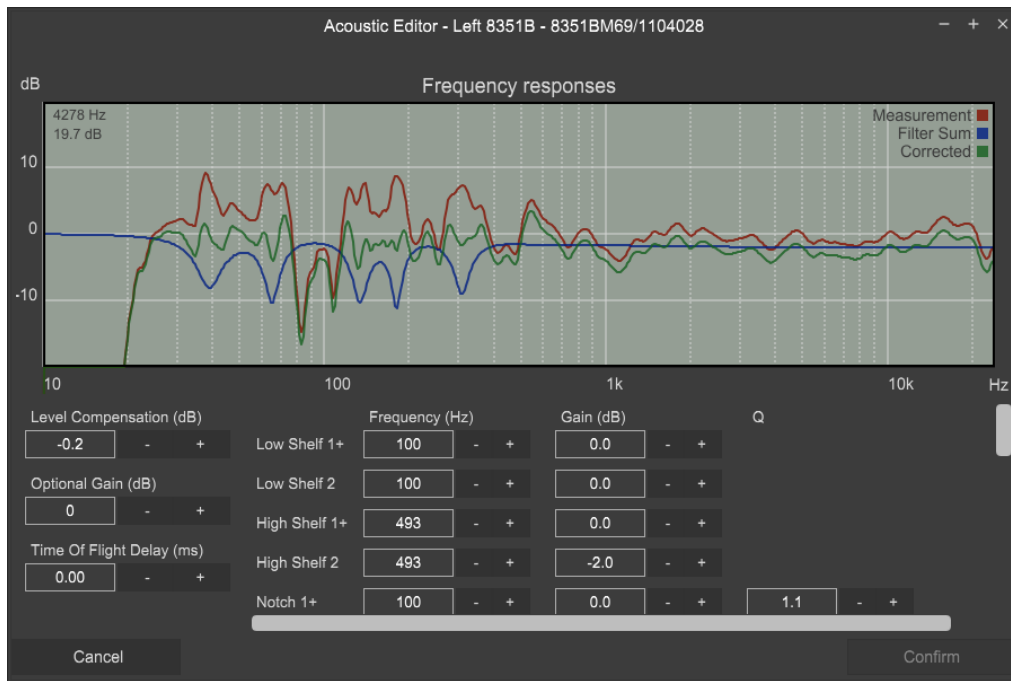 Acoustic Editor - Left 8351B - 8351BM69/1104028
- + ×
dB
Frequency responses
4278 Hz
19.7 dB
Measurement
Filter Sum
Corrected
10
0
-10
10 100 1k 10k Hz
Level Compensation (dB)
-0.2 - +
Optional Gain (dB)
0 - +
Time Of Flight Delay (ms)
0.00 - +
Frequency (Hz) Gain (dB) Q
Low Shelf 1+ 100 - + 0.0 - +
Low Shelf 2 100 - + 0.0 - +
High Shelf 1+ 493 - + 0.0 - +
High Shelf 2 493 - + -2.0 - +
Notch 1+ 100 - + 0.0 - + 1.1 - +
Cancel Confirm